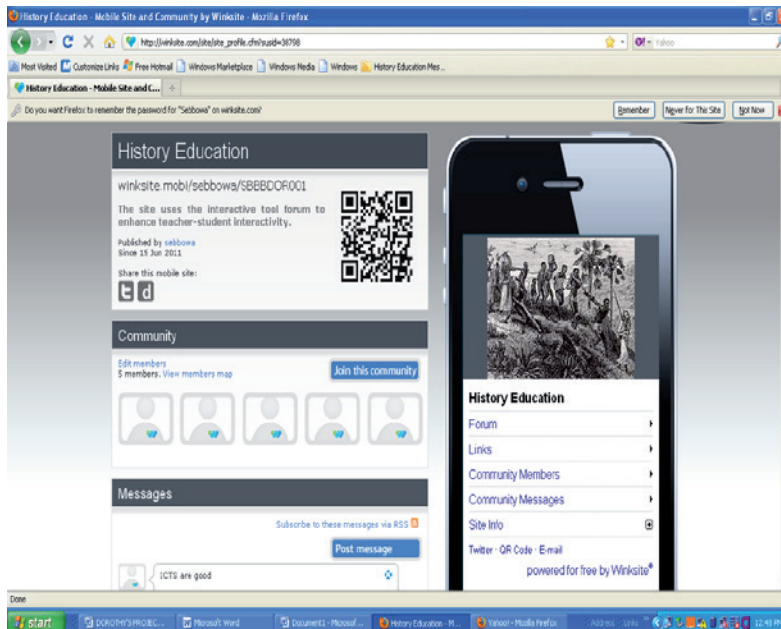 History Education - Mobile Site and Community by Winksite - Mozilla Firefox
http://winksite.com/site/site_profile.cfm?susid=38798
Yahoo
Most Visited Customize Links Free Hotmail Windows Marketplace Windows Media Windows History Education Mes...
History Education - Mobile Site and C...
Do you want Firefox to remember the password for "Sebbowa" on winksite.com?
Remember Never for This Site Not Now
History Education
winksite.mobi/sebbowa/SBBBDOR001
The site uses the interactive tool forum to
enhance teacher-student interactivity.
Published by sebbowa
Since 15 Jun 2011
Share this mobile site:
t d
Community
Edit members
5 members. View members map
Join this community
Messages
Subscribe to these messages via RSS
Post message
ICTS are good
History Education
Forum
Links
Community Members
Community Messages
Site Info
Twitter · QR Code · E-mail
powered for free by Winksite®
Done
start DOROTHY'S PROJEC... Microsoft Word Document1 - Microsof... History Education - M... Yahoo! - Mozilla Firefox Address Links 12:43 PM